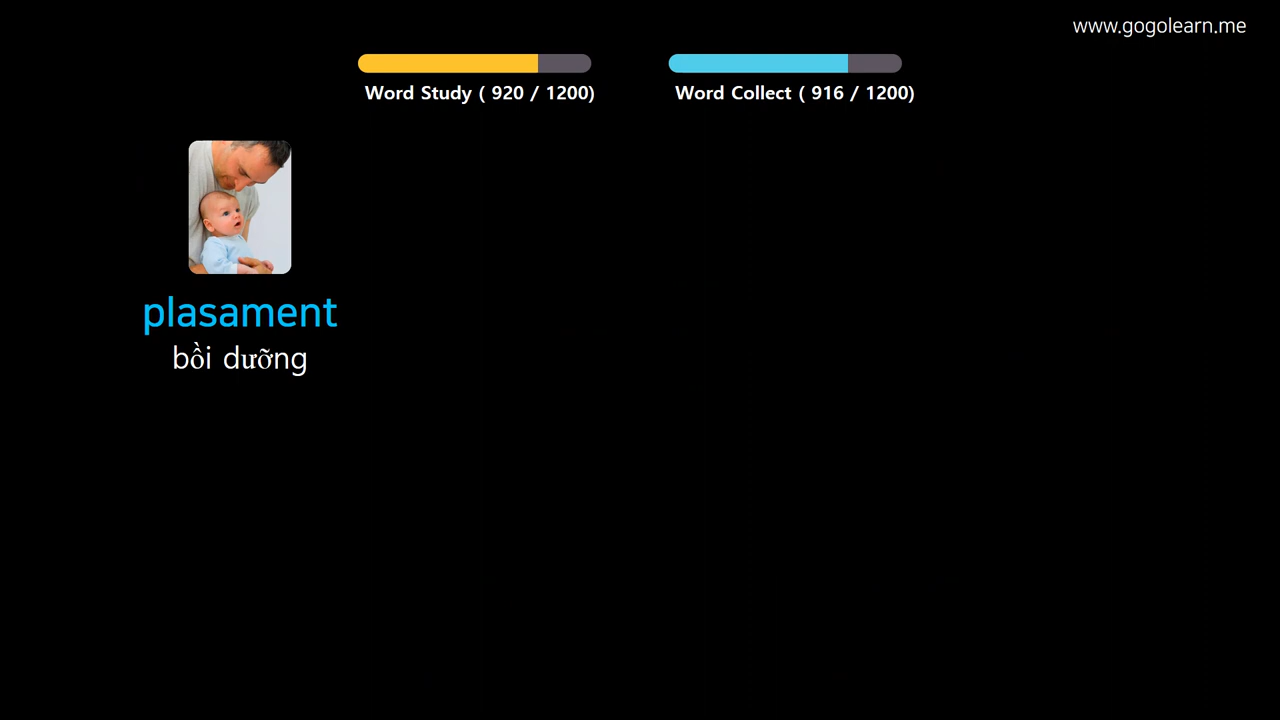 www.gogolearn.me
Word Study ( 920 / 1200)
Word Collect ( 916 / 1200)
plasament
bồi dưỡng